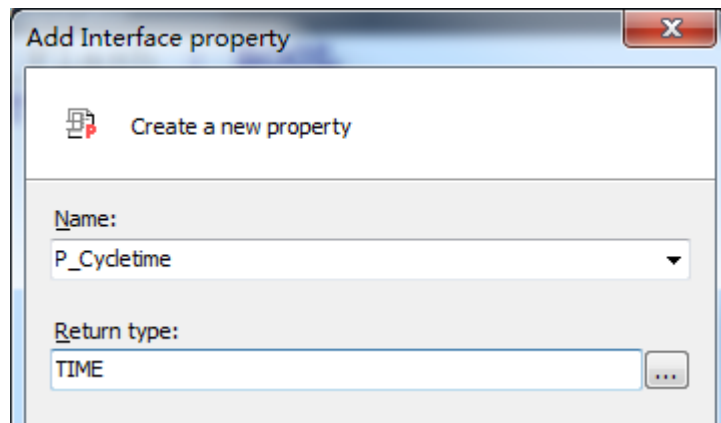 Add Interface property
Create a new property
Name:
P_Cycletime
Return type:
TIME
...